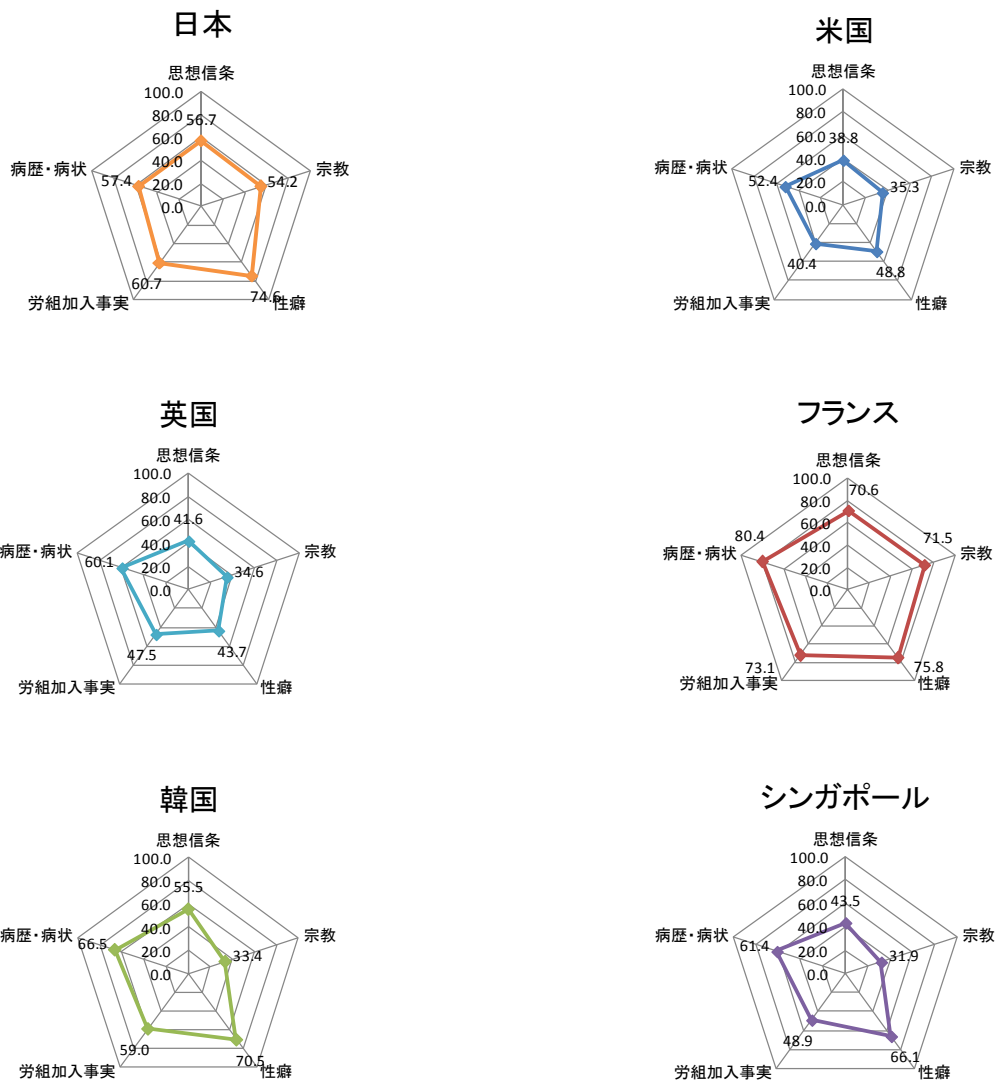 日本
思想信条
100.0
80.0
60.0
40.0
20.0
0.0
56.7
宗教
54.2
性癖
74.6
労組加入事実
60.7
病歴・病状
57.4
米国
思想信条
100.0
80.0
60.0
40.0
20.0
0.0
38.8
宗教
35.3
性癖
48.8
労組加入事実
40.4
病歴・病状
52.4
英国
思想信条
100.0
80.0
60.0
40.0
20.0
0.0
41.6
宗教
34.6
性癖
43.7
労組加入事実
47.5
病歴・病状
60.1
フランス
思想信条
100.0
80.0
60.0
40.0
20.0
0.0
70.6
宗教
71.5
性癖
75.8
労組加入事実
73.1
病歴・病状
80.4
韓国
思想信条
100.0
80.0
60.0
40.0
20.0
0.0
55.5
宗教
33.4
性癖
70.5
労組加入事実
59.0
病歴・病状
66.5
シンガポール
思想信条
100.0
80.0
60.0
40.0
20.0
0.0
43.5
宗教
31.9
性癖
66.1
労組加入事実
48.9
病歴・病状
61.4